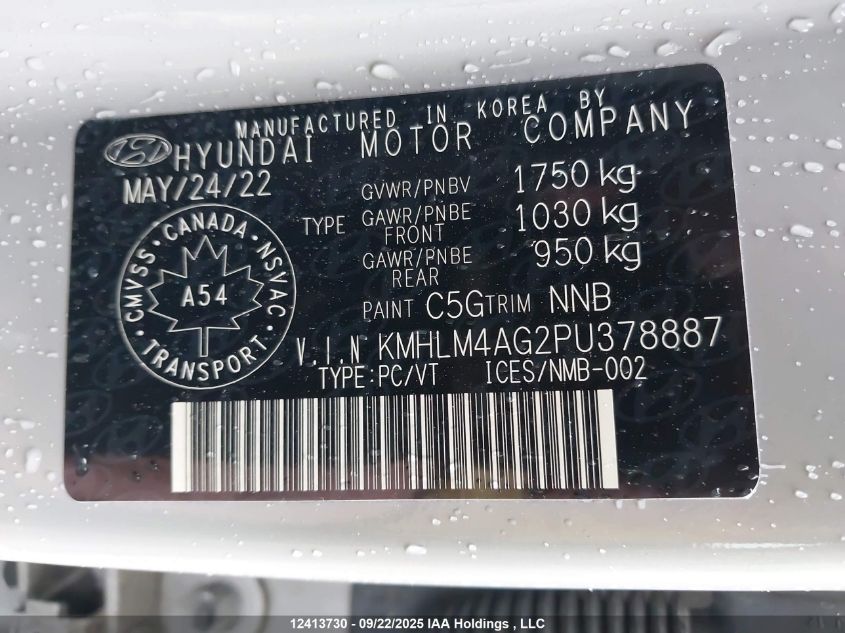 MANUFACTURED IN KOREA BY
HYUNDAI MOTOR COMPANY
MAY/24/22
GVWR/PNBV 1750 kg
TYPE GAWR/PNBE FRONT 1030 kg
GAWR/PNBE REAR 950 kg
PAINT C5G TRIM NNB
CMVSS · CANADA · NSVAC
A54
TRANSPORT
V.I.N KMHLM4AG2PU378887
TYPE:PC/VT ICES/NMB-002
12413730 - 09/22/2025 IAA Holdings , LLC